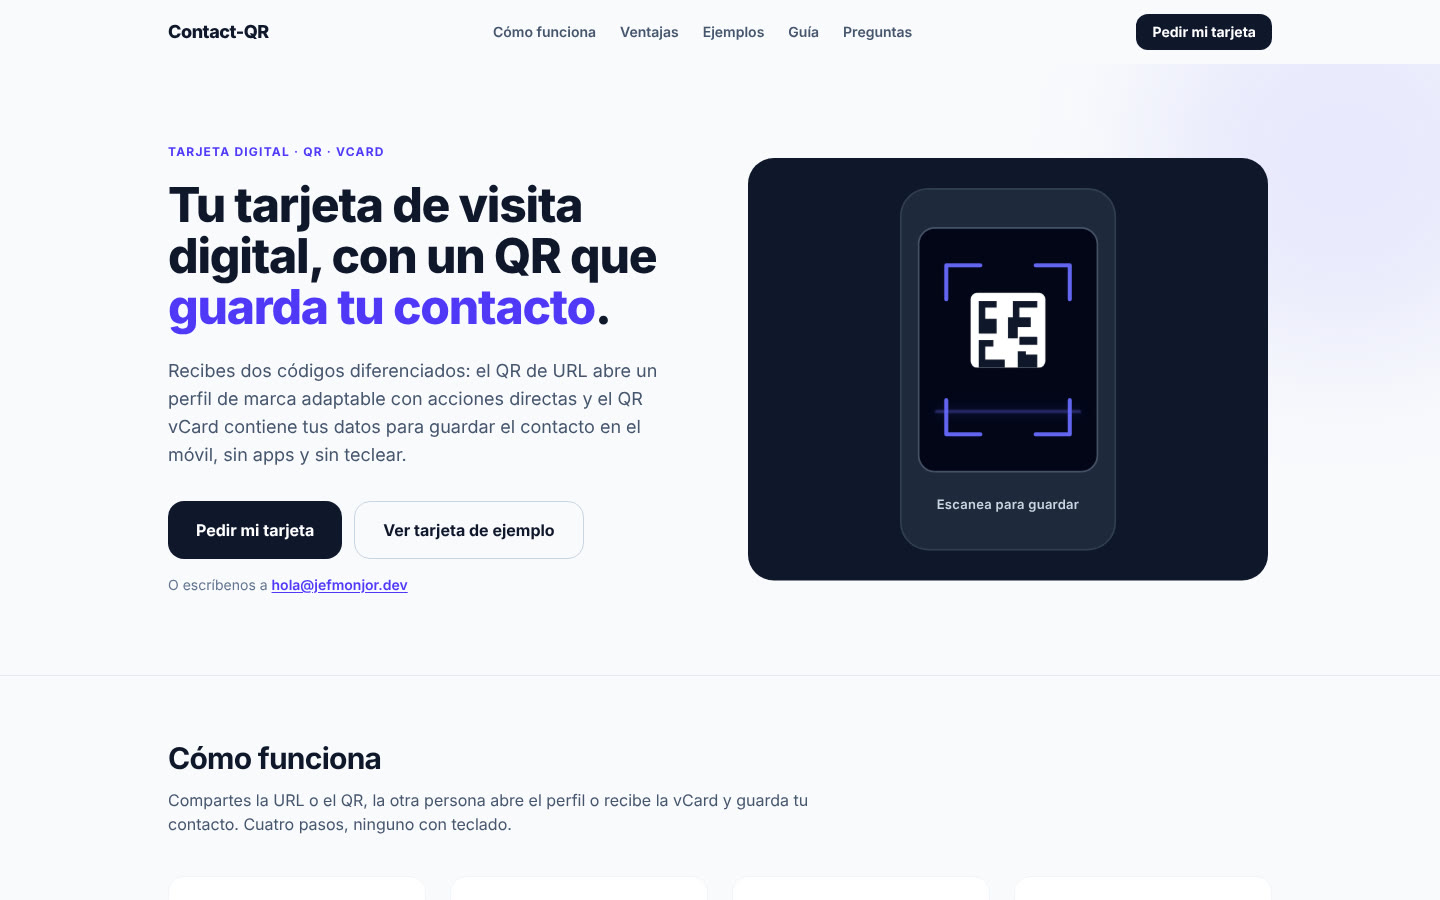 Contact-QR
Cómo funciona
Ventajas
Ejemplos
Guía
Preguntas
Pedir mi tarjeta
TARJETA DIGITAL · QR · VCARD
Tu tarjeta de visita
digital, con un QR que
guarda tu contacto.
Recibes dos códigos diferenciados: el QR de URL abre un
perfil de marca adaptable con acciones directas y el QR
vCard contiene tus datos para guardar el contacto en el
móvil, sin apps y sin teclear.
Pedir mi tarjeta
Ver tarjeta de ejemplo
O escríbenos a hola@jefmonjor.dev
Escanea para guardar
Cómo funciona
Compartes la URL o el QR, la otra persona abre el perfil o recibe la vCard y guarda tu
contacto. Cuatro pasos, ninguno con teclado.